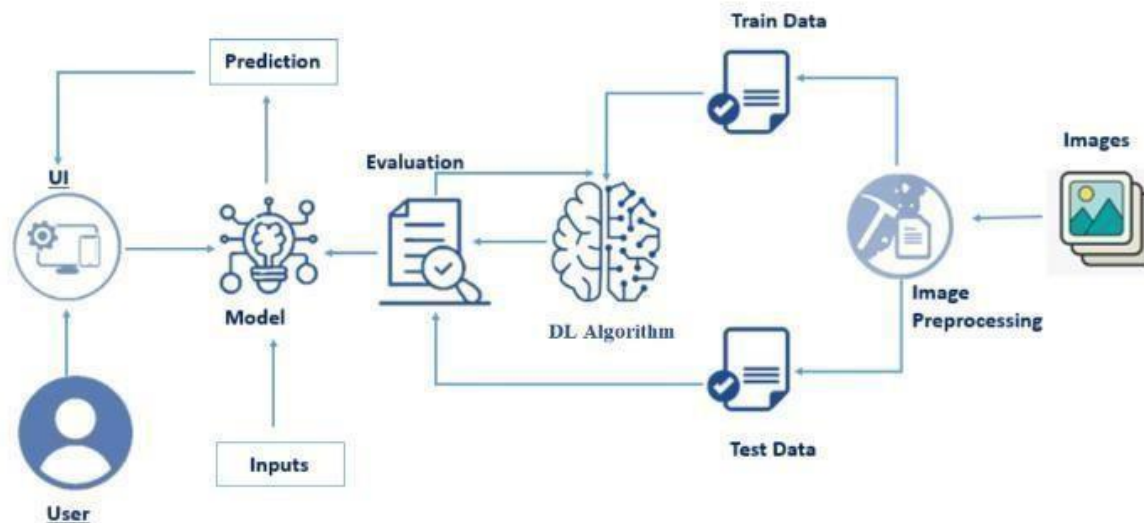 Train Data
Prediction
Images
Evaluation
UI
Image
Preprocessing
Model
DL Algorithm
Test Data
Inputs
User